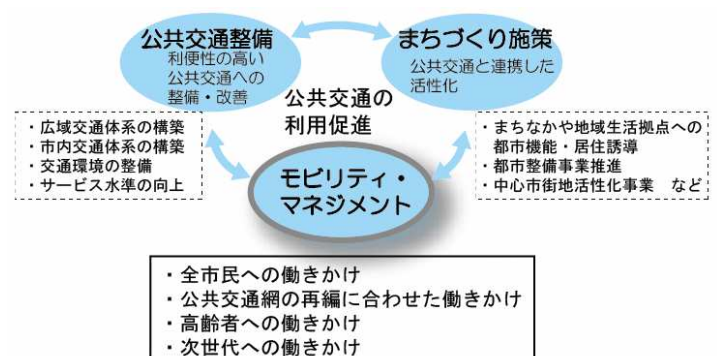 公共交通整備
利便性の高い
公共交通への
整備・改善
まちづくり施策
公共交通と連携した
活性化
公共交通の
利用促進
・広域交通体系の構築
・市内交通体系の構築
・交通環境の整備
・サービス水準の向上
・まちなかや地域生活拠点への
都市機能・居住誘導
・都市整備事業推進
・中心市街地活性化事業　など
モビリティ・
マネジメント
・全市民への働きかけ
・公共交通網の再編に合わせた働きかけ
・高齢者への働きかけ
・次世代への働きかけ